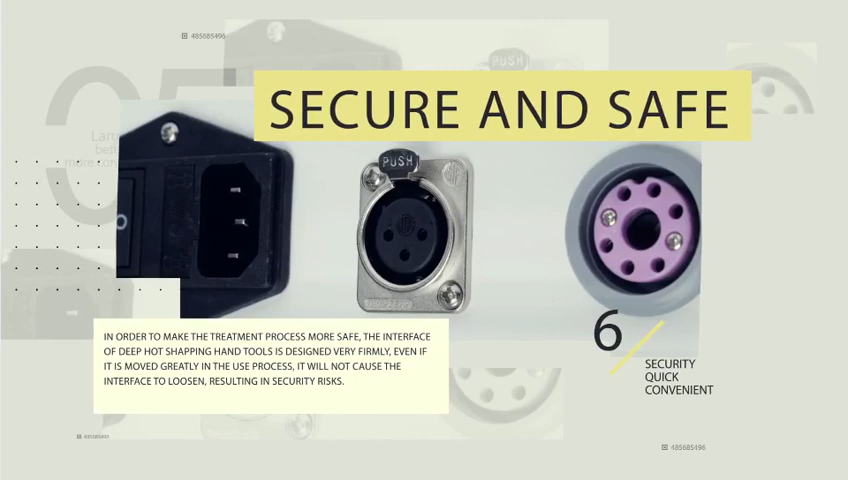 485685496
05
PUSH
SECURE AND SAFE
PUSH
IN ORDER TO MAKE THE TREATMENT PROCESS MORE SAFE, THE INTERFACE
OF DEEP HOT SHAPPING HAND TOOLS IS DESIGNED VERY FIRMLY, EVEN IF
IT IS MOVED GREATLY IN THE USE PROCESS, IT WILL NOT CAUSE THE
INTERFACE TO LOOSEN, RESULTING IN SECURITY RISKS.
6
SECURITY
QUICK
CONVENIENT
485685496